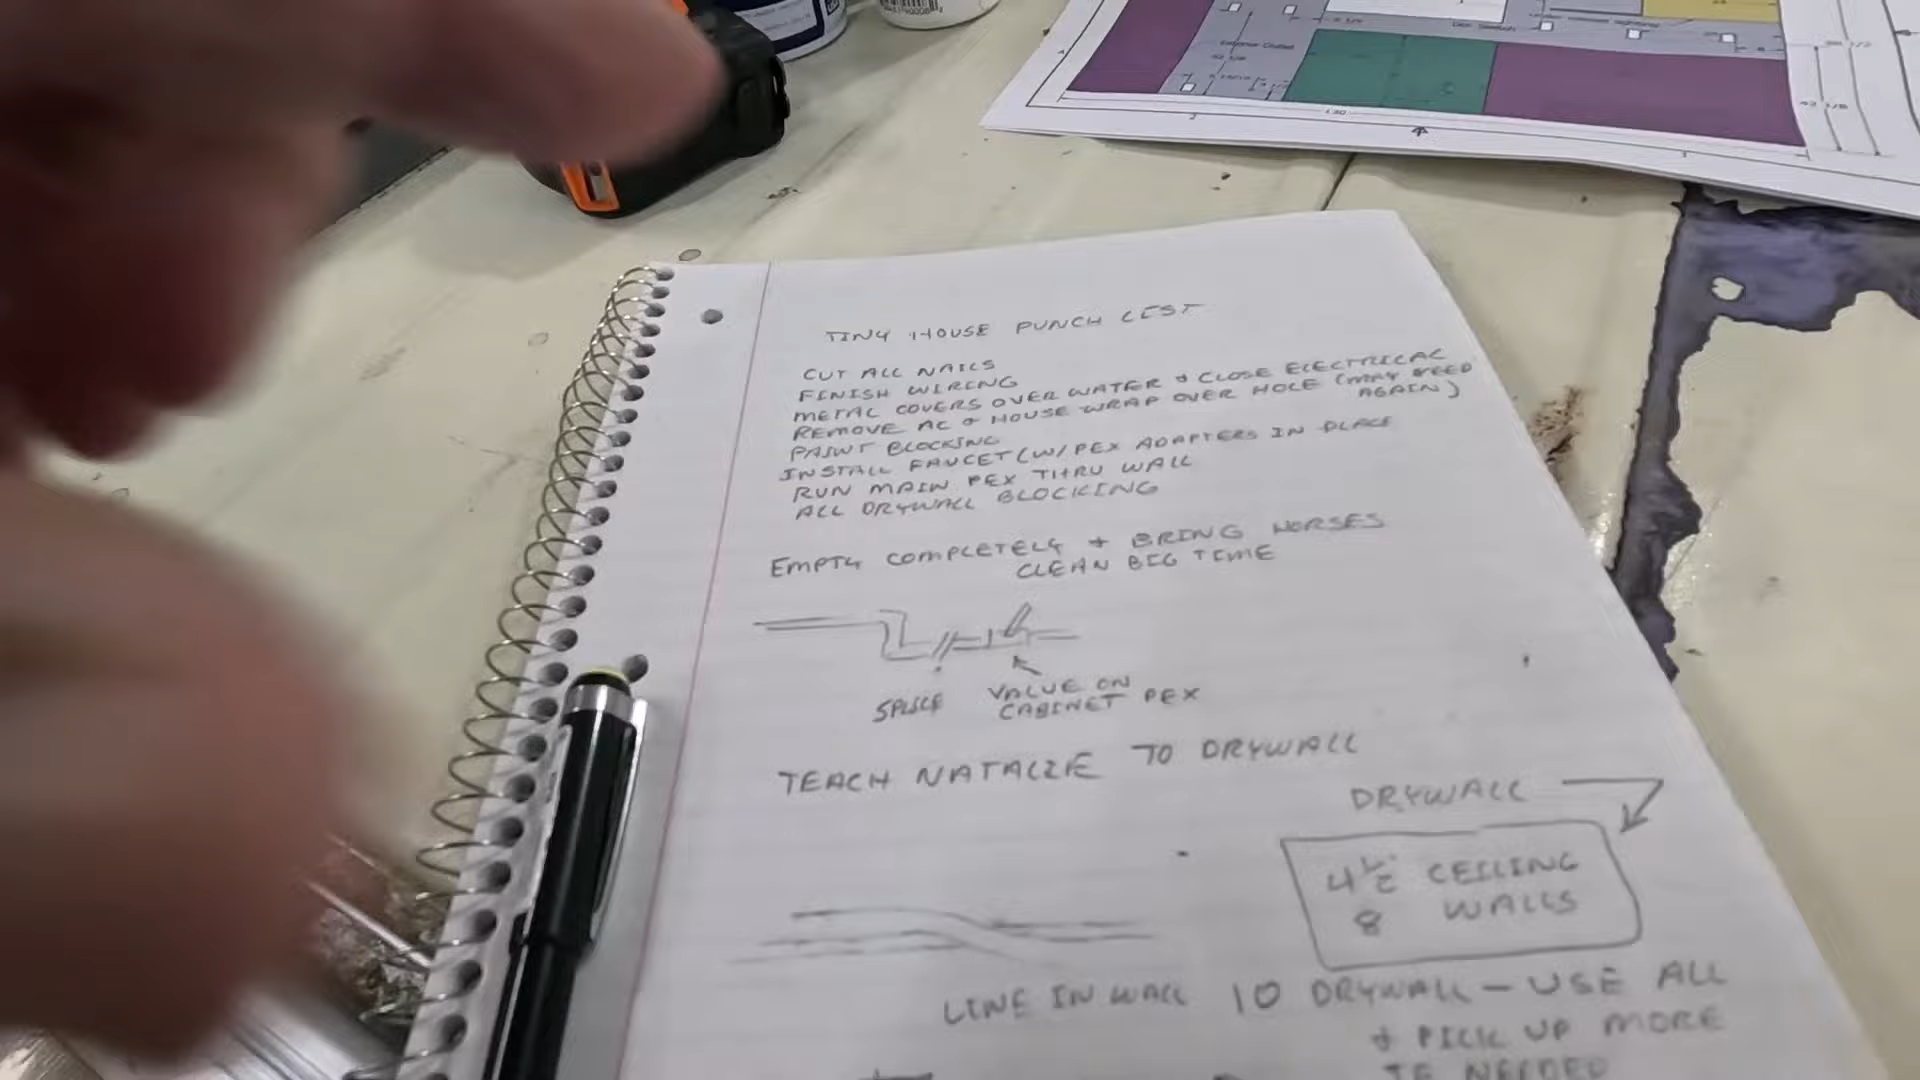 TINY HOUSE PUNCH LIST
CUT ALL NAILS
FINISH WIRING
METAL COVERS OVER WATER & CLOSE ELECTRICAL
REMOVE AC & HOUSE WRAP OVER HOLE (MAY NEED
AGAIN)
PAINT BLOCKING
INSTALL FAUCET (W/PEX ADAPTERS IN PLACE
RUN MAIN PEX THRU WALL
ALL DRYWALL BLOCKING
EMPTY COMPLETELY + BRING HORSES
CLEAN BIG TIME
SPLICE
VALVE ON
CABINET PEX
TEACH NATALIE TO DRYWALL
DRYWALL
4 1/2 CEILING
8 WALLS
LINE IN WALL
10 DRYWALL - USE ALL
& PICK UP MORE
IF NEEDED
130